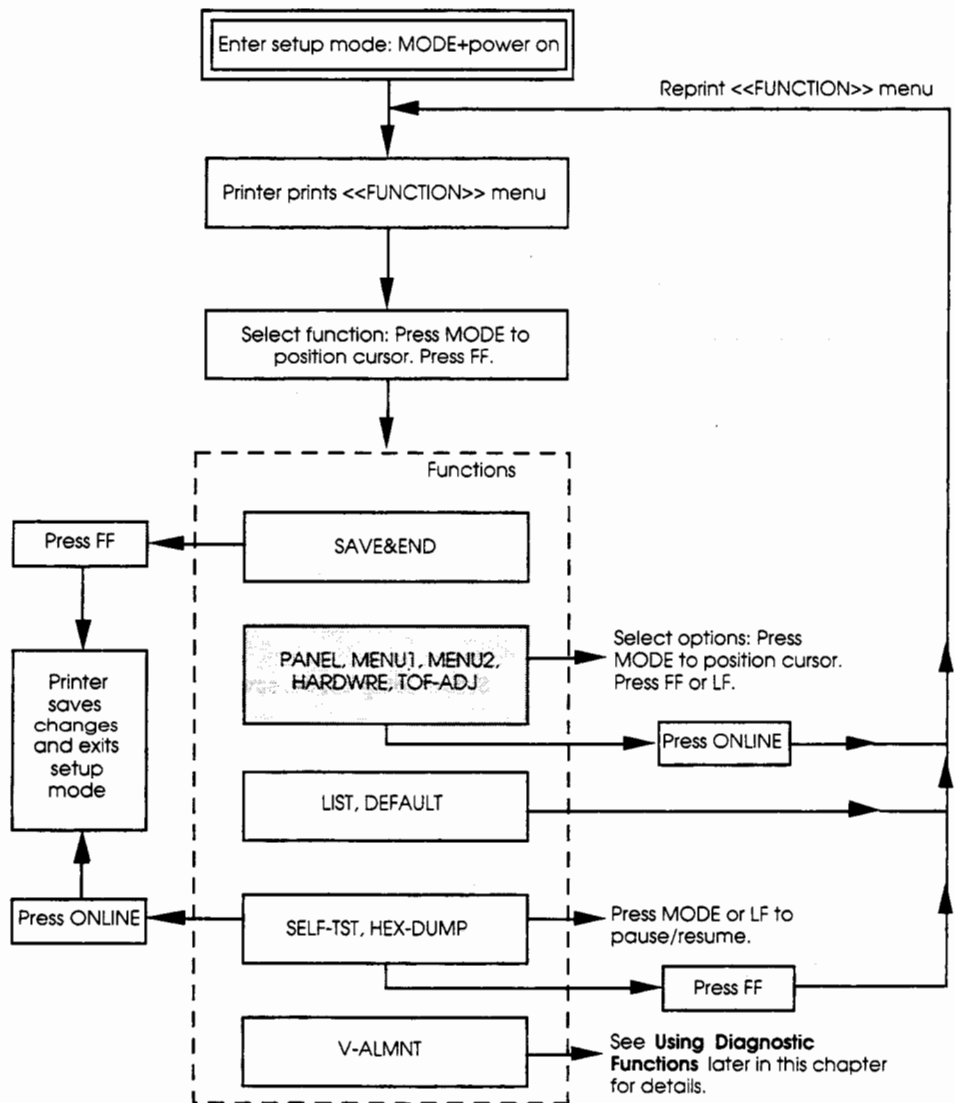 Enter setup mode: MODE+power on
Reprint <<FUNCTION>> menu
Printer prints <<FUNCTION>> menu
Select function: Press MODE to
position cursor. Press FF.
Functions
Press FF
SAVE&END
Printer
saves
changes
and exits
setup
mode
PANEL, MENU1, MENU2,
HARDWRE, TOF-ADJ
Select options: Press
MODE to position cursor.
Press FF or LF.
Press ONLINE
LIST, DEFAULT
Press ONLINE
SELF-TST, HEX-DUMP
Press MODE or LF to
pause/resume.
Press FF
V-ALMNT
See Using Diagnostic
Functions later in this chapter
for details.